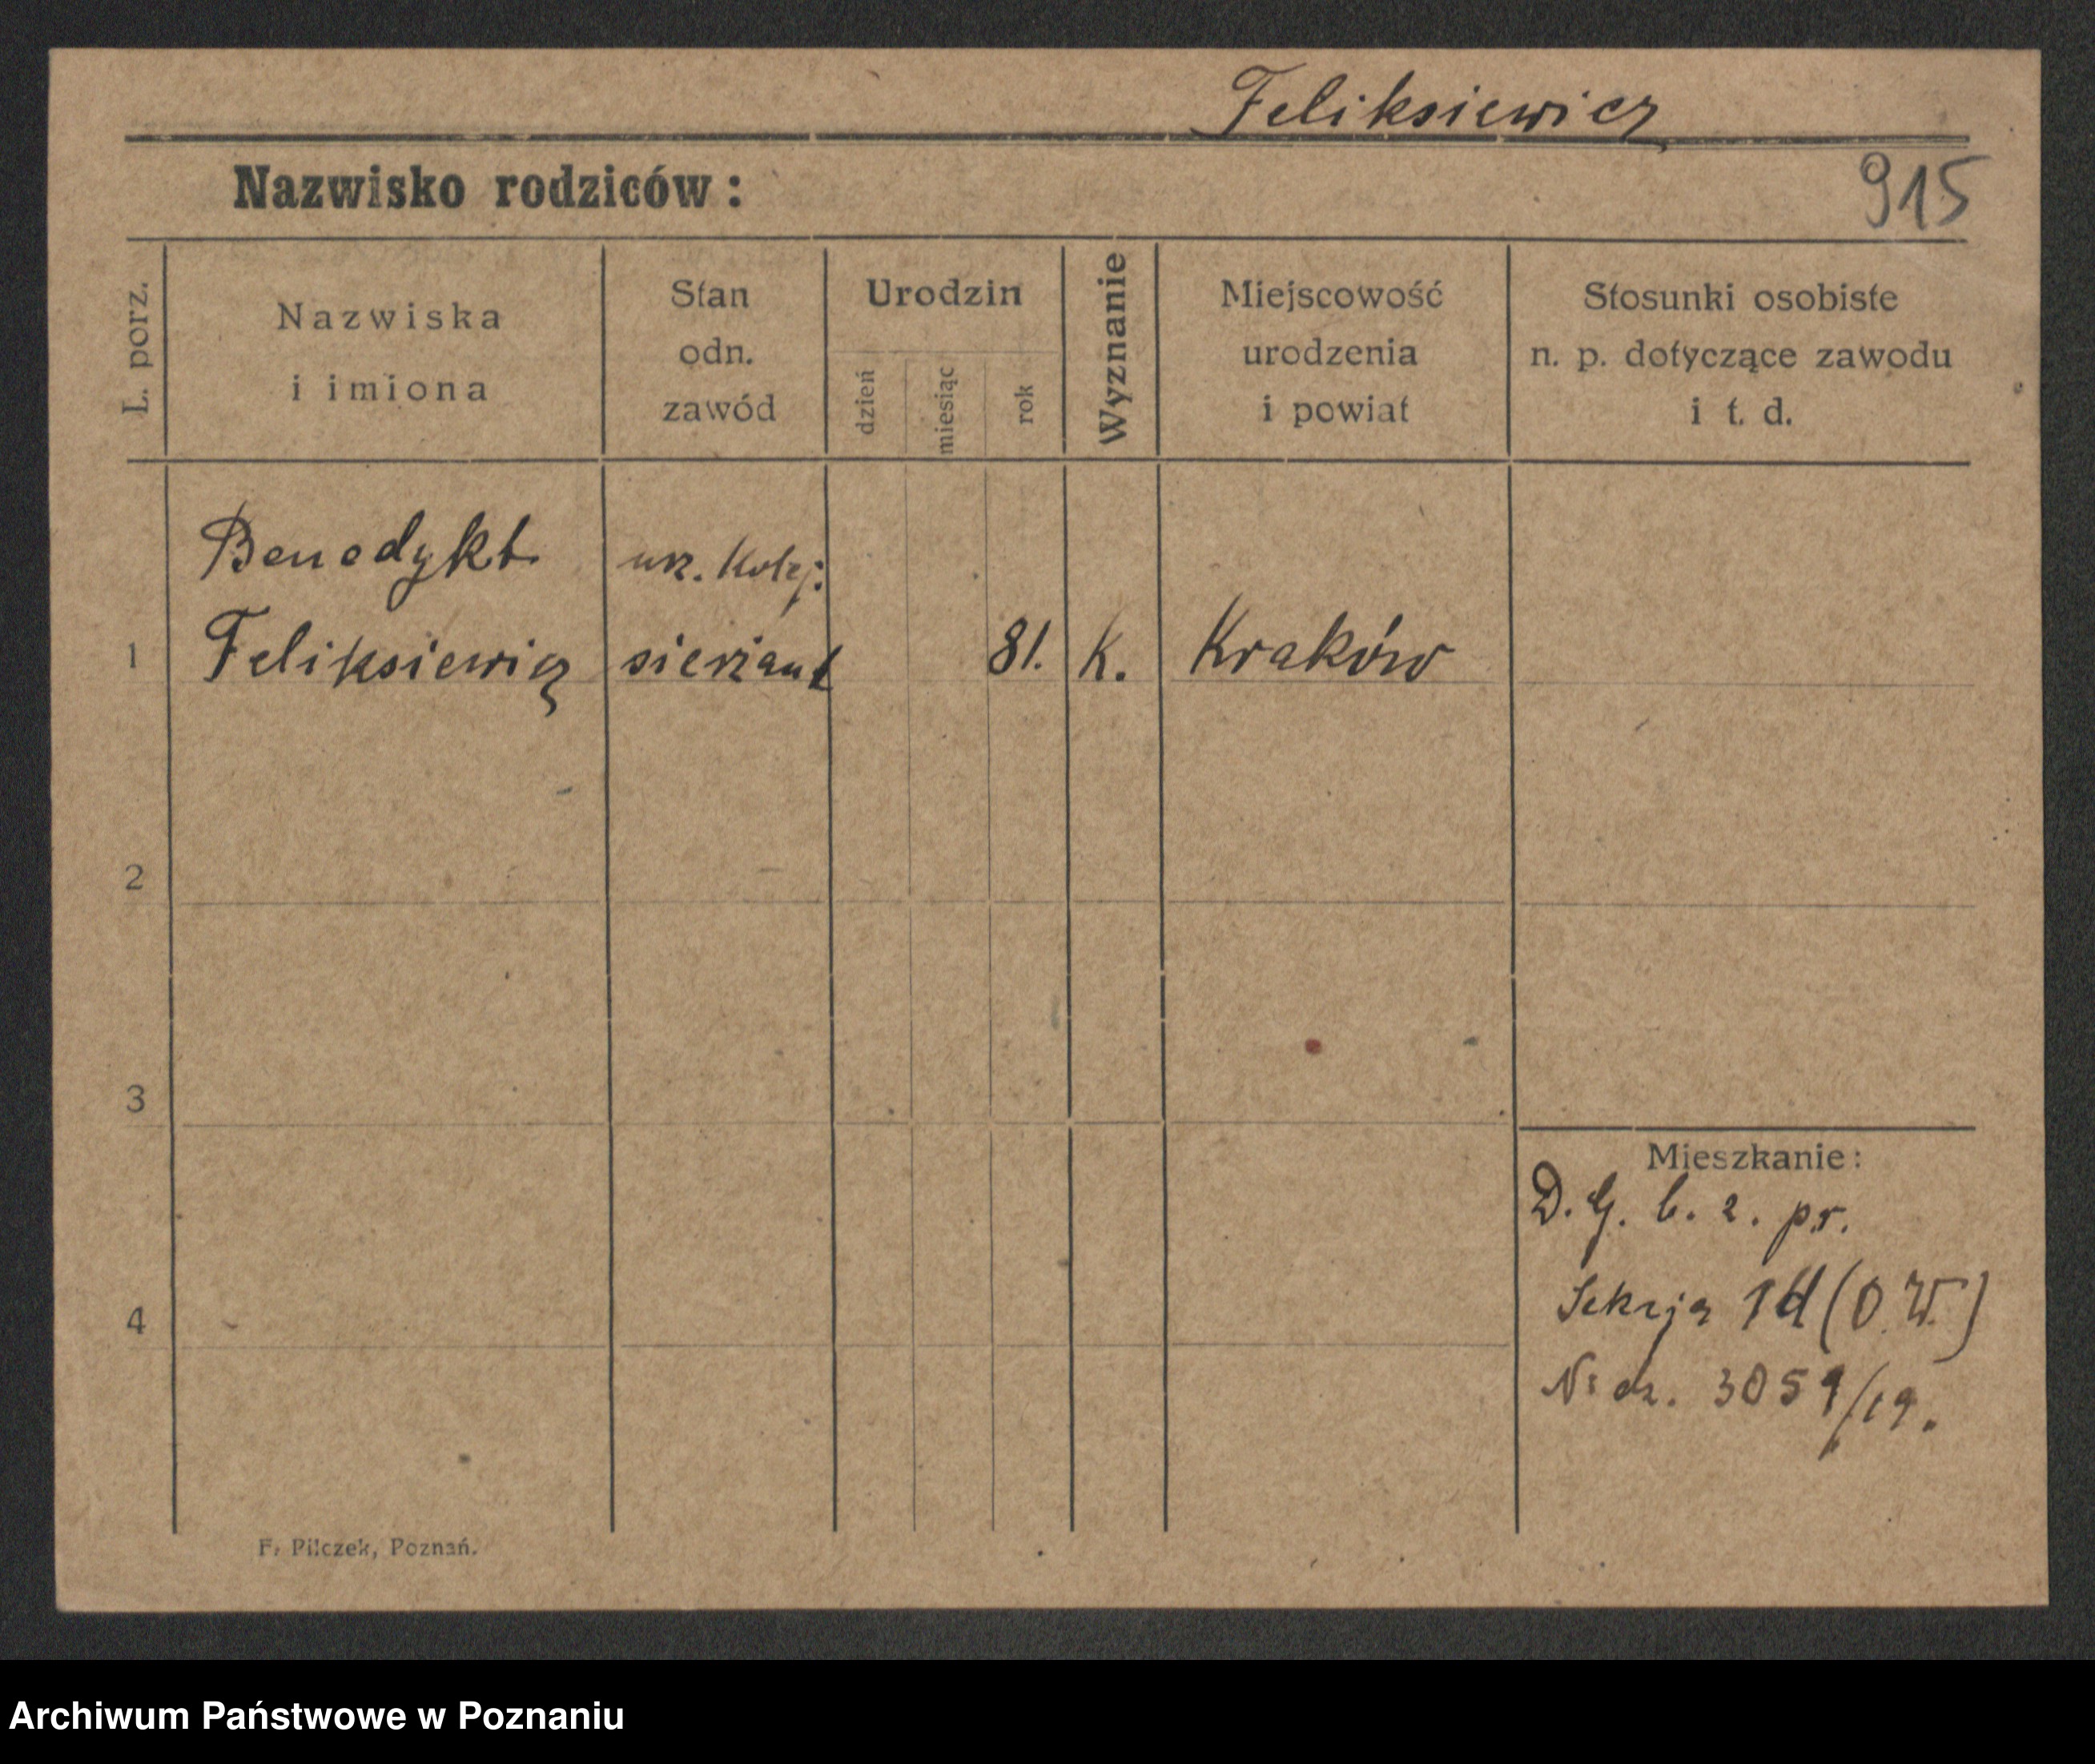 Feliksiewicz
Nazwisko rodziców:
915
L. porz.
Nazwiska
i imiona
Stan
odn.
zawód
Urodzin
dzień
miesiąc
rok
Wyznanie
Miejscowość
urodzenia
i powiat
Stosunki osobiste
n. p. dotyczące zawodu
i t. d.
Benedykt
urz. Kolej.
1
Feliksiewicz
sierżant
81.
K.
Kraków
2
3
Mieszkanie:
D. G. b. 2. pr.
4
Sekcja 1d (O. W.)
Nr dz. 3059/19.
F. Pilczek, Poznań.
Archiwum Państwowe w Poznaniu